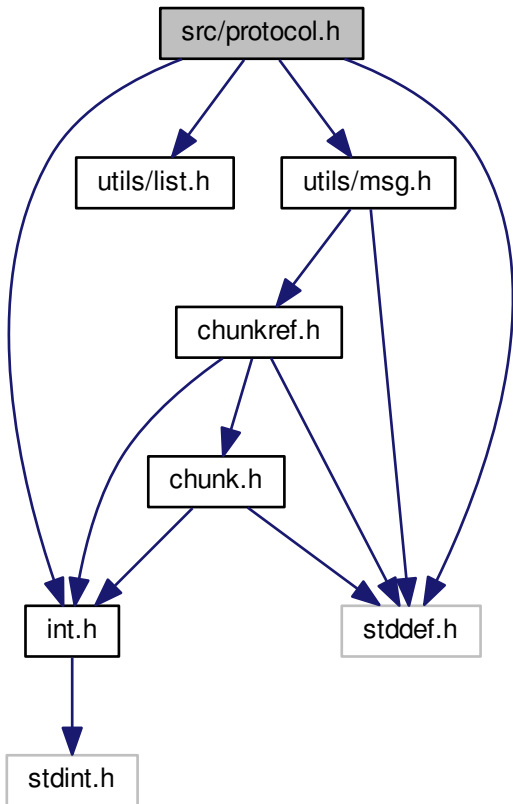 src/protocol.h
utils/list.h
utils/msg.h
chunkref.h
chunk.h
int.h
stddef.h
stdint.h